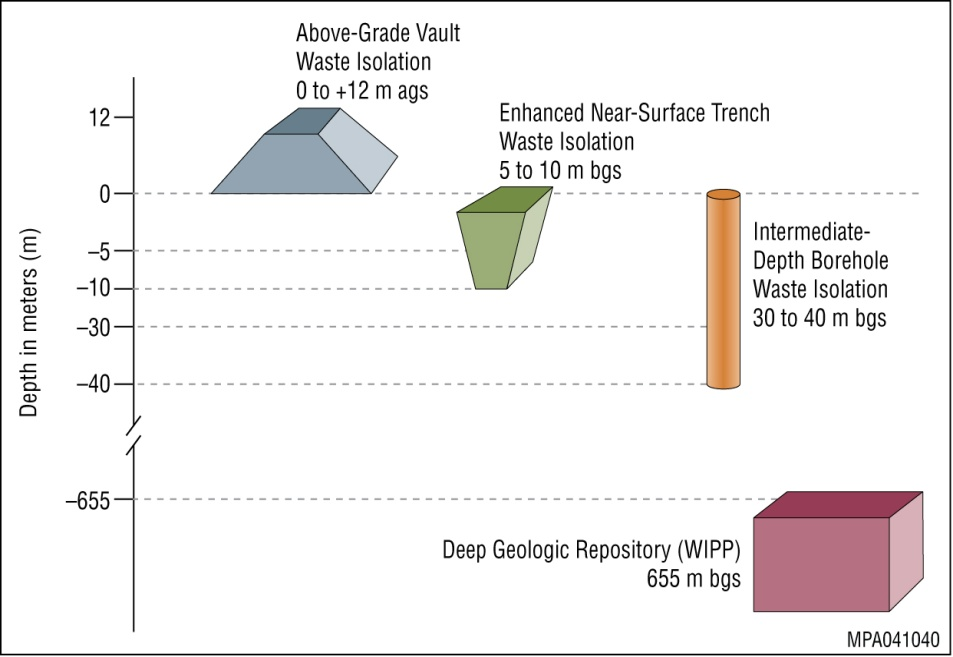 Above-Grade Vault
Waste Isolation
0 to +12 m ags
Enhanced Near-Surface Trench
Waste Isolation
5 to 10 m bgs
Intermediate-
Depth Borehole
Waste Isolation
30 to 40 m bgs
Depth in meters (m)
12
0
–5
–10
–30
–40
–655
Deep Geologic Repository (WIPP)
655 m bgs
MPA041040